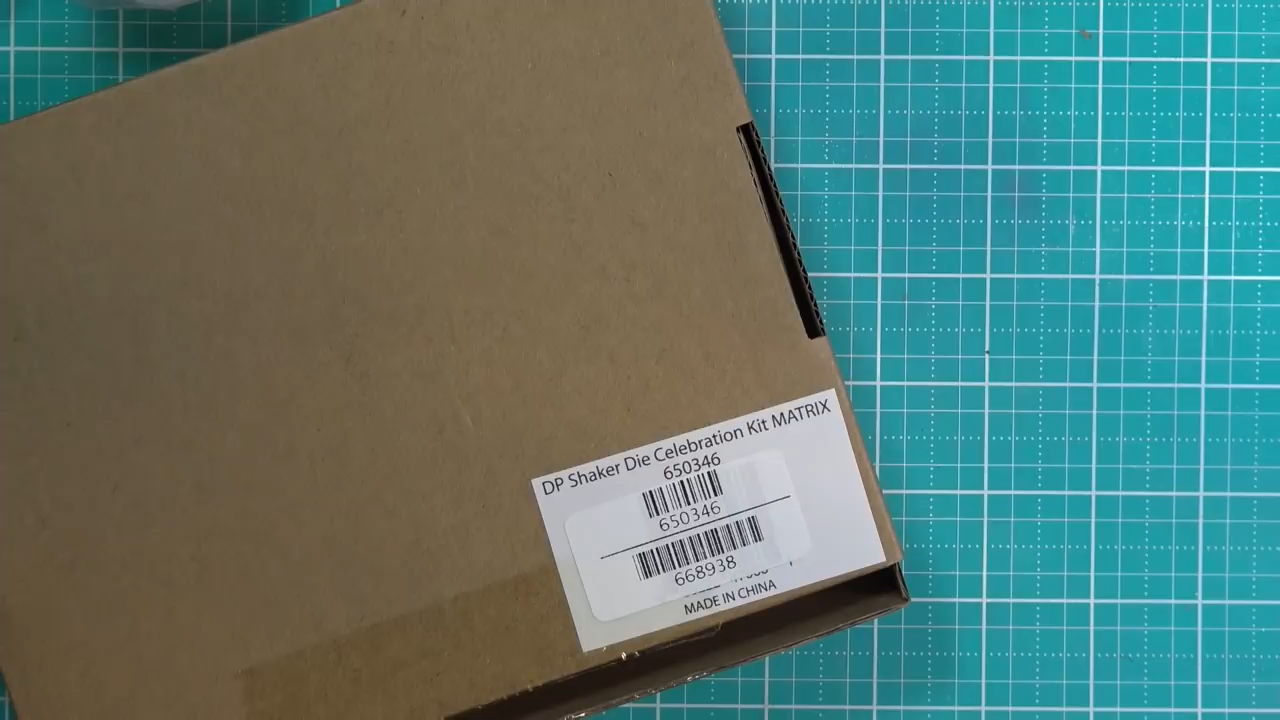 DP Shaker Die Celebration Kit MATRIX
650346
650346
668938
MADE IN CHINA